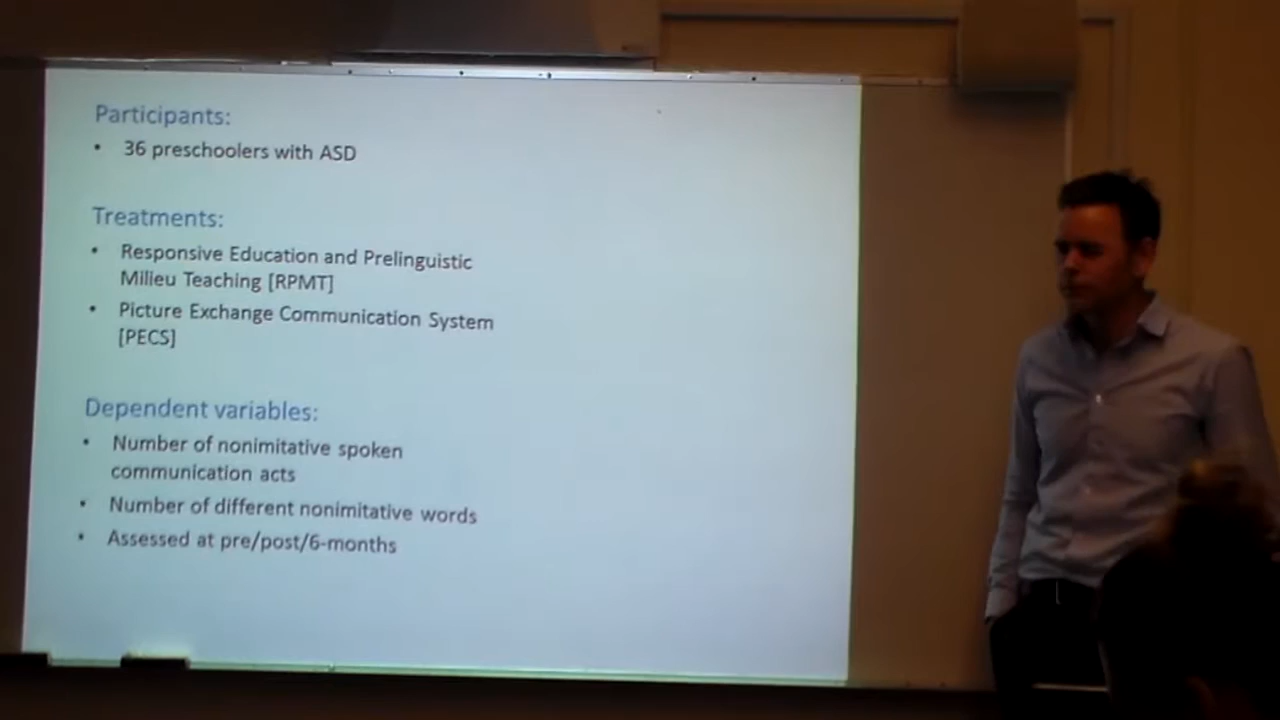 Participants:
• 36 preschoolers with ASD
Treatments:
• Responsive Education and Prelinguistic
Milieu Teaching [RPMT]
• Picture Exchange Communication System
[PECS]
Dependent variables:
• Number of nonimitative spoken
communication acts
• Number of different nonimitative words
• Assessed at pre/post/6-months